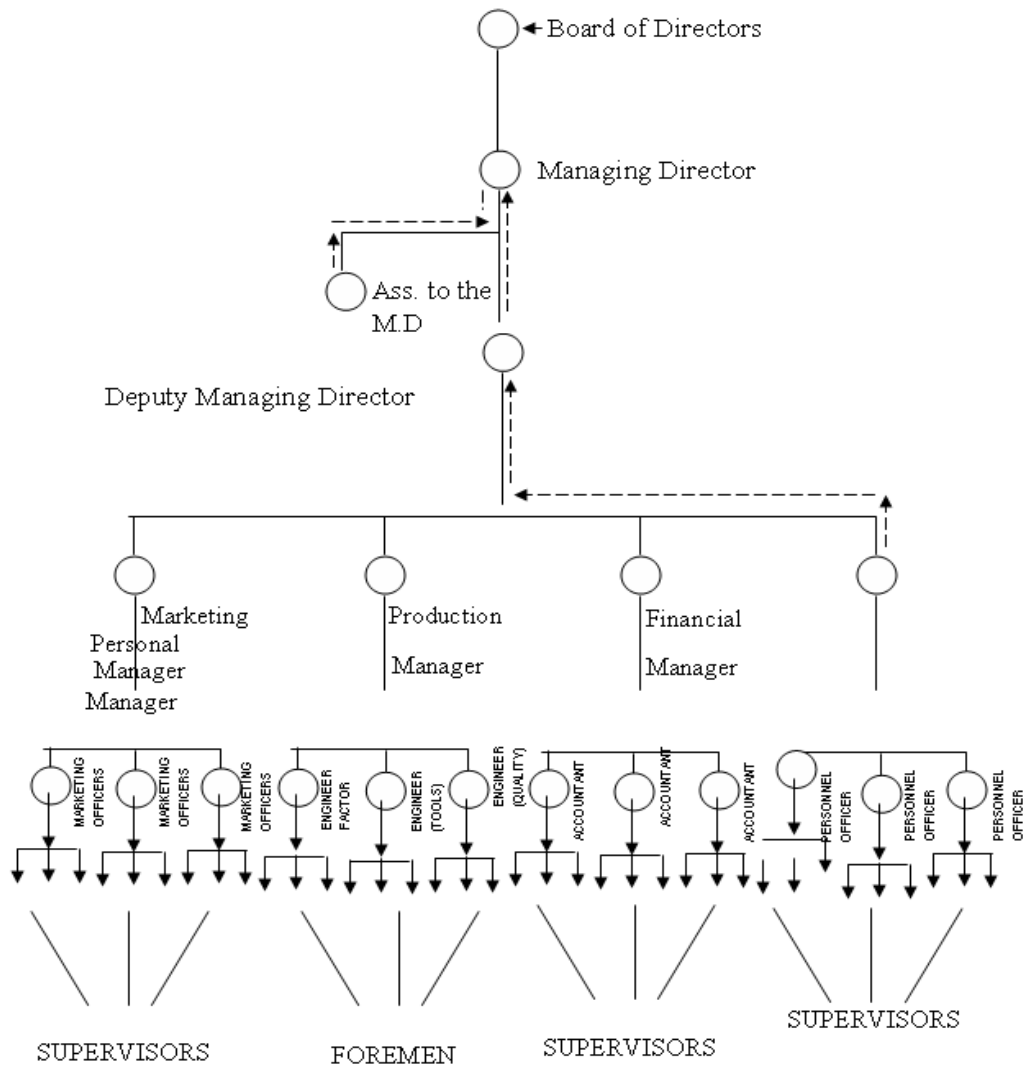 Board of Directors
Managing Director
Ass. to the
M.D
Deputy Managing Director
Marketing
Personal
Manager
Manager
Production
Manager
Financial
Manager
MARKETING
OFFICERS
MARKETING
OFFICERS
MARKETING
OFFICERS
ENGINEER
FACTOR
ENGINEER
(TOOLS)
ENGINEER
(QUALITY)
ACCOUNTANT
ACCOUNTANT
ACCOUNTANT
PERSONNEL
OFFICER
PERSONNEL
OFFICER
PERSONNEL
OFFICER
SUPERVISORS
FOREMEN
SUPERVISORS
SUPERVISORS